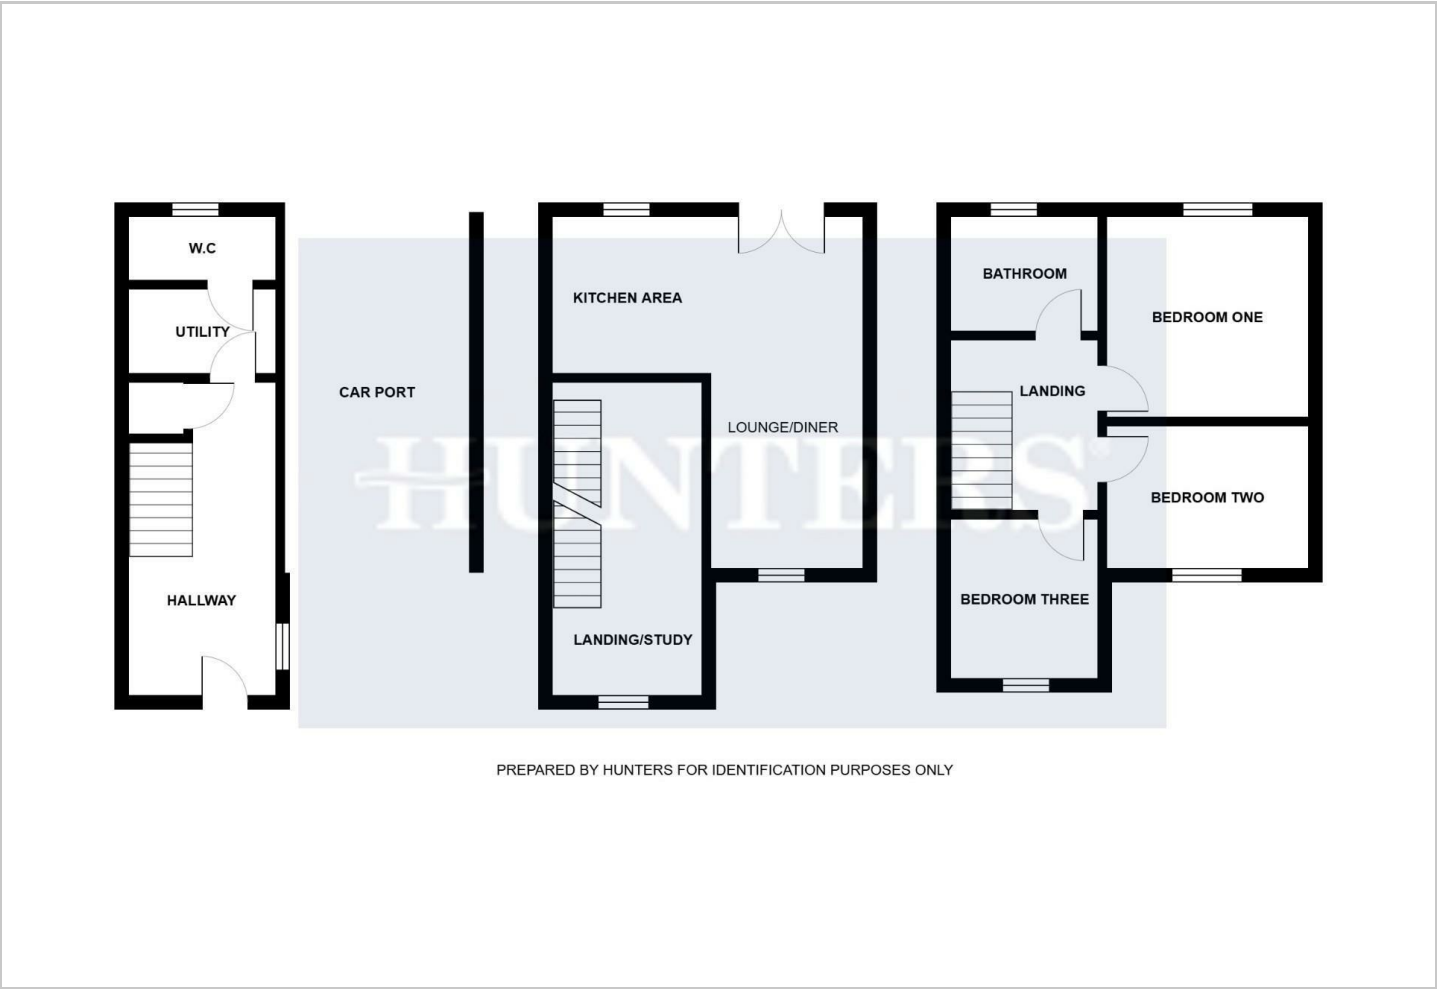 W.C
UTILITY
HALLWAY
CAR PORT
KITCHEN AREA
LOUNGE/DINER
LANDING/STUDY
BATHROOM
BEDROOM ONE
LANDING
BEDROOM TWO
BEDROOM THREE
HUNTERS®
PREPARED BY HUNTERS FOR IDENTIFICATION PURPOSES ONLY